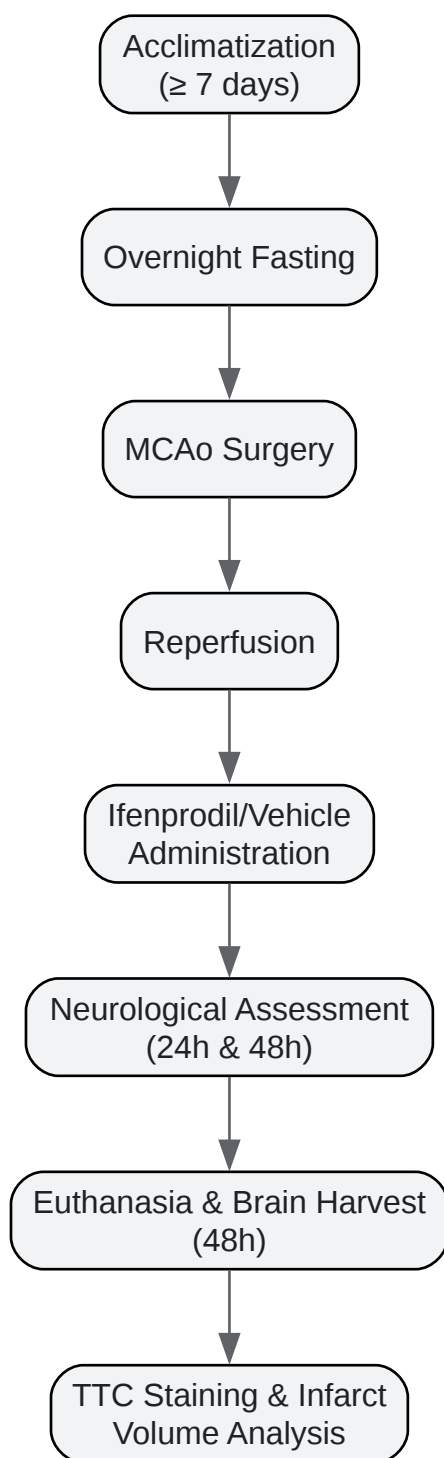 Acclimatization
(≥ 7 days)
Overnight Fasting
MCAo Surgery
Reperfusion
Ifenprodil/Vehicle
Administration
Neurological Assessment
(24h & 48h)
Euthanasia & Brain Harvest
(48h)
TTC Staining & Infarct
Volume Analysis